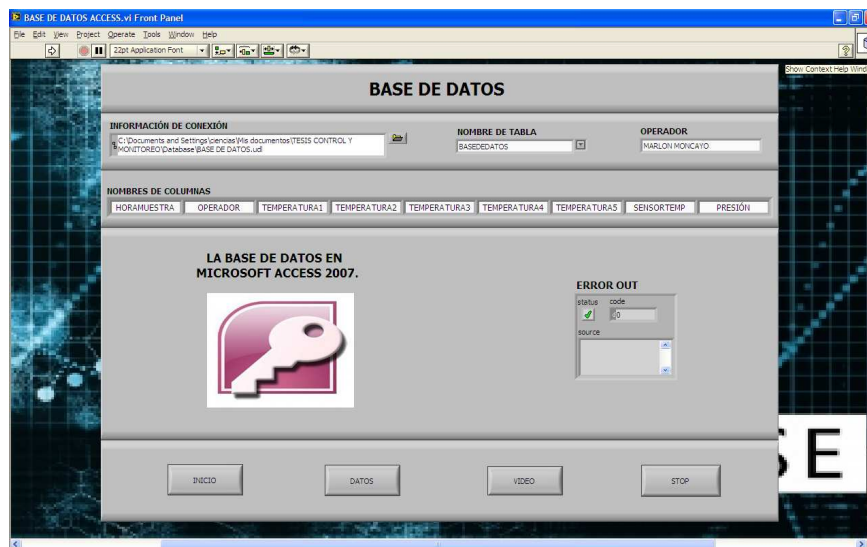 BASE DE DATOS ACCESS.vi Front Panel
File Edit View Project Operate Tools Window Help
22pt Application Font
Show Context Help Wind
BASE DE DATOS
INFORMACIÓN DE CONEXIÓN
C:\Documents and Settings\ciencias\Mis documentos\TESIS CONTROL Y
MONITOREO\Database\BASE DE DATOS.udl
NOMBRE DE TABLA
BASEDEDATOS
OPERADOR
MARLON MONCAYO
NOMBRES DE COLUMNAS
HORAMUESTRA OPERADOR TEMPERATURA1 TEMPERATURA2 TEMPERATURA3 TEMPERATURA4 TEMPERATURA5 SENSORTEMP PRESIÓN
LA BASE DE DATOS EN
MICROSOFT ACCESS 2007.
ERROR OUT
status code
0
source
SE
INICIO DATOS VIDEO STOP